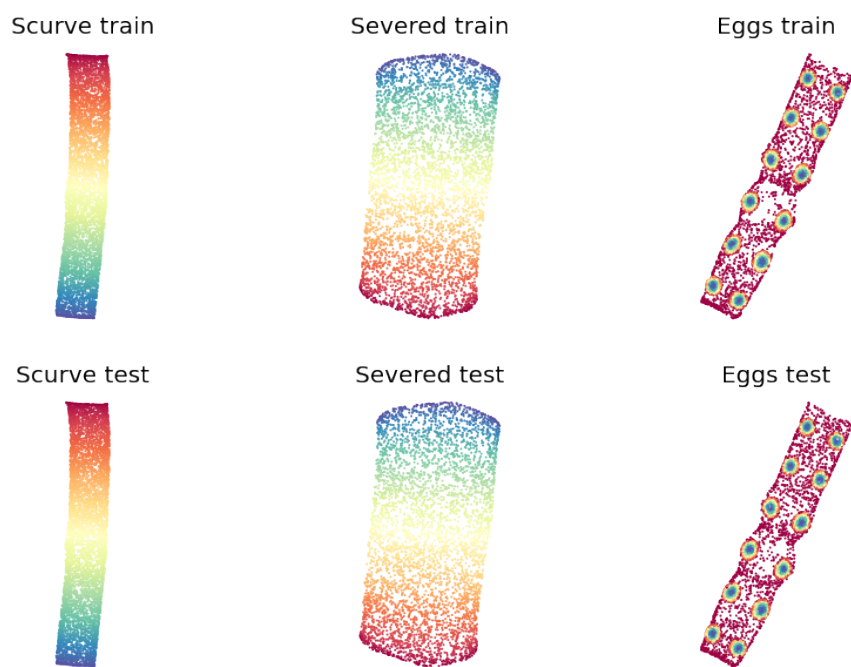 Scurve train
Severed train
Eggs train
Scurve test
Severed test
Eggs test